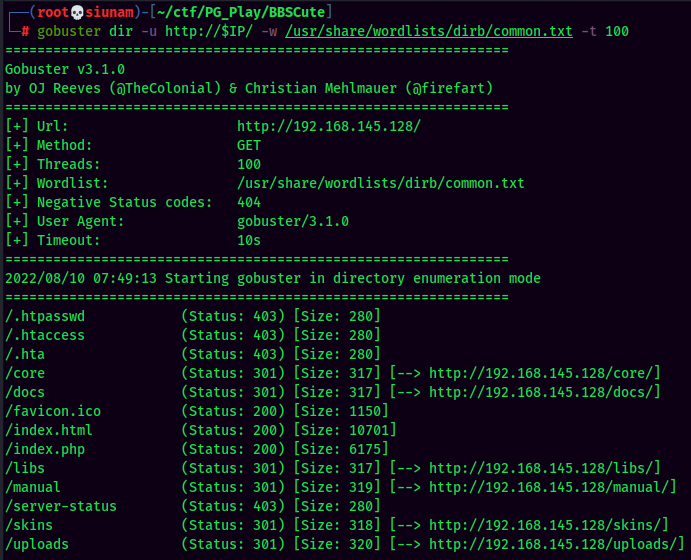 ┌──(root💀siunam)-[~/ctf/PG_Play/BBSCute]
└─# gobuster dir -u http://$IP/ -w /usr/share/wordlists/dirb/common.txt -t 100
===============================================================
Gobuster v3.1.0
by OJ Reeves (@TheColonial) & Christian Mehlmauer (@firefart)
===============================================================
[+] Url:                     http://192.168.145.128/
[+] Method:                  GET
[+] Threads:                 100
[+] Wordlist:                /usr/share/wordlists/dirb/common.txt
[+] Negative Status codes:   404
[+] User Agent:              gobuster/3.1.0
[+] Timeout:                 10s
===============================================================
2022/08/10 07:49:13 Starting gobuster in directory enumeration mode
===============================================================
/.htpasswd            (Status: 403) [Size: 280]
/.htaccess            (Status: 403) [Size: 280]
/.hta                 (Status: 403) [Size: 280]
/core                 (Status: 301) [Size: 317] [--> http://192.168.145.128/core/]
/docs                 (Status: 301) [Size: 317] [--> http://192.168.145.128/docs/]
/favicon.ico          (Status: 200) [Size: 1150]
/index.html           (Status: 200) [Size: 10701]
/index.php            (Status: 200) [Size: 6175]
/libs                 (Status: 301) [Size: 317] [--> http://192.168.145.128/libs/]
/manual               (Status: 301) [Size: 319] [--> http://192.168.145.128/manual/]
/server-status        (Status: 403) [Size: 280]
/skins                (Status: 301) [Size: 318] [--> http://192.168.145.128/skins/]
/uploads              (Status: 301) [Size: 320] [--> http://192.168.145.128/uploads/]